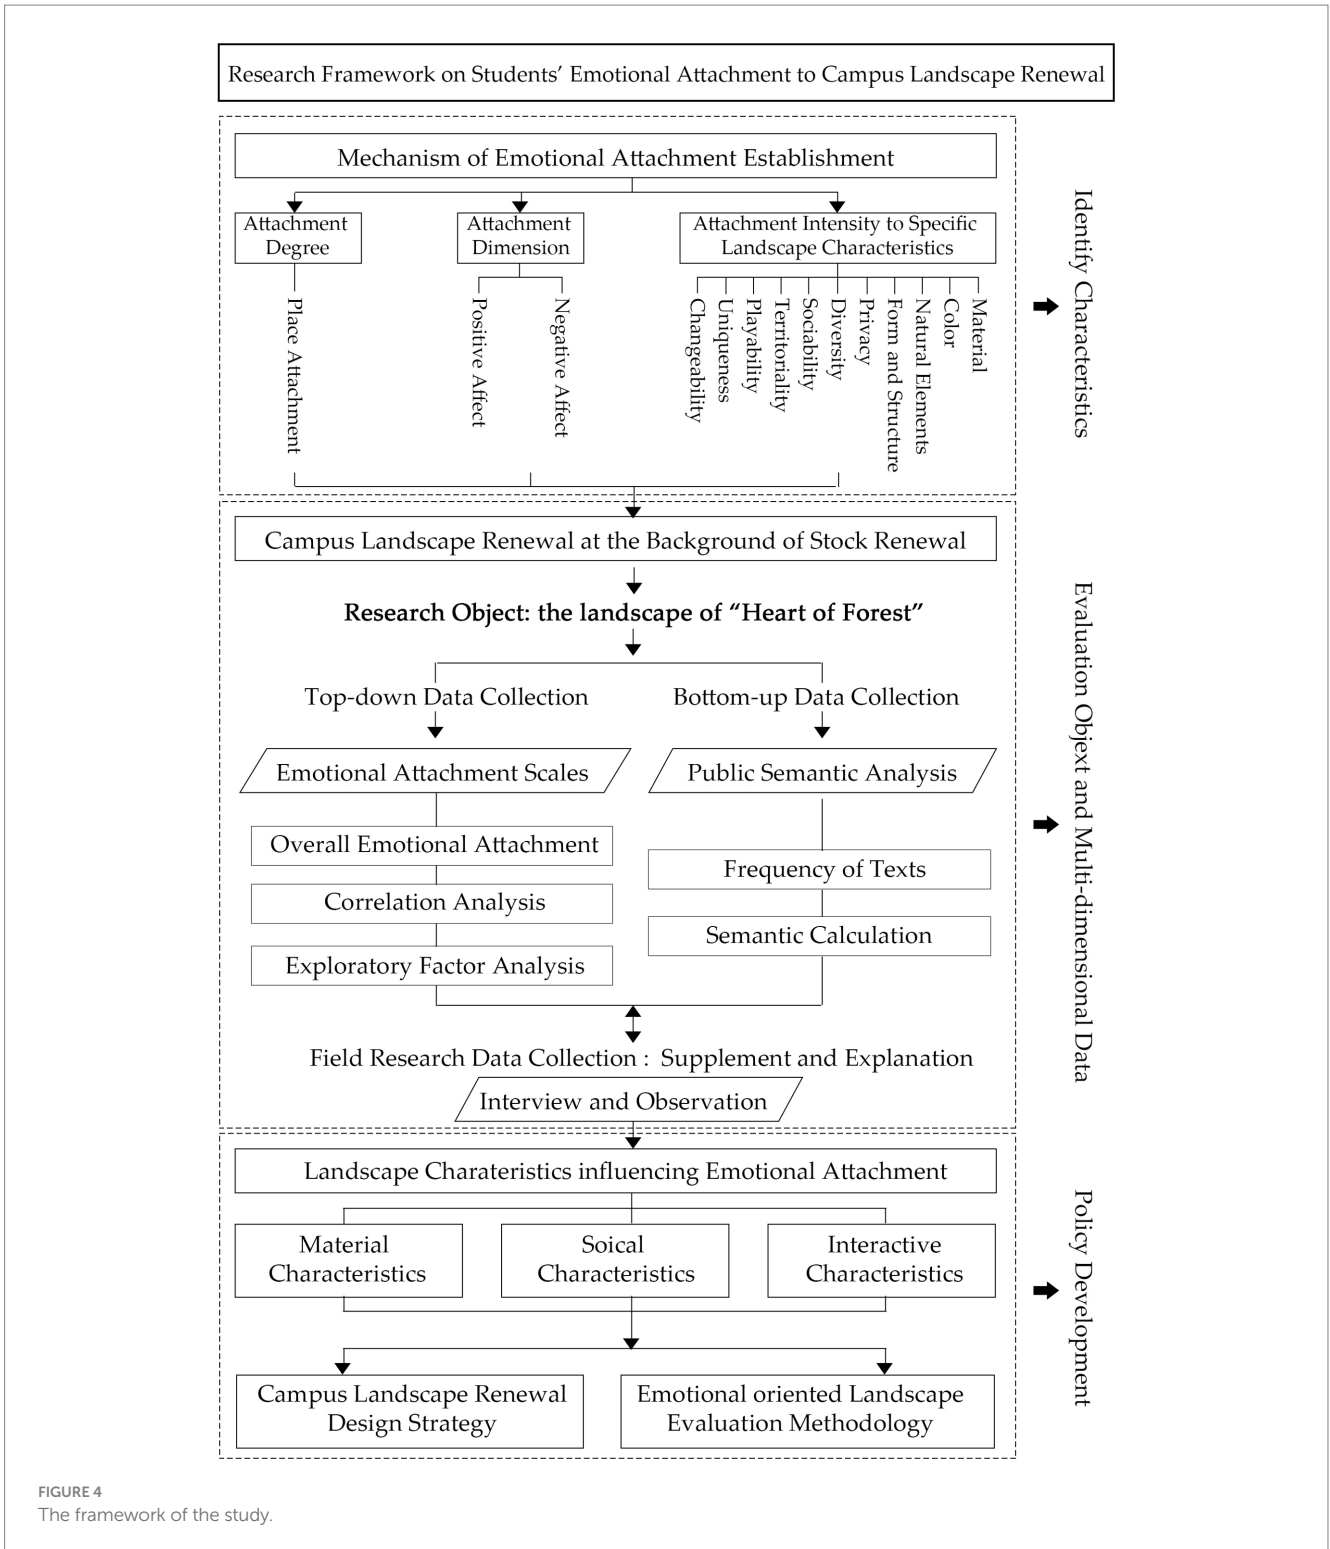 Research Framework on Students’ Emotional Attachment to Campus Landscape Renewal
Mechanism of Emotional Attachment Establishment
Attachment
Degree
Attachment
Dimension
Attachment Intensity to Specific
Landscape Characteristics
Place Attachment
Positive Affect
Negative Affect
Changeability
Uniqueness
Playability
Territoriality
Sociability
Diversity
Privacy
Form and Structure
Natural Elements
Color
Material
Identify Characteristics
Campus Landscape Renewal at the Background of Stock Renewal
Research Object: the landscape of “Heart of Forest”
Top-down Data Collection
Bottom-up Data Collection
Emotional Attachment Scales
Public Semantic Analysis
Overall Emotional Attachment
Correlation Analysis
Exploratory Factor Analysis
Frequency of Texts
Semantic Calculation
Field Research Data Collection : Supplement and Explanation
Interview and Observation
Evaluation Objext and Multi-dimensional Data
Landscape Charateristics influencing Emotional Attachment
Material
Characteristics
Soical
Characteristics
Interactive
Characteristics
Campus Landscape Renewal
Design Strategy
Emotional oriented Landscape
Evaluation Methodology
Policy Development
FIGURE 4
The framework of the study.